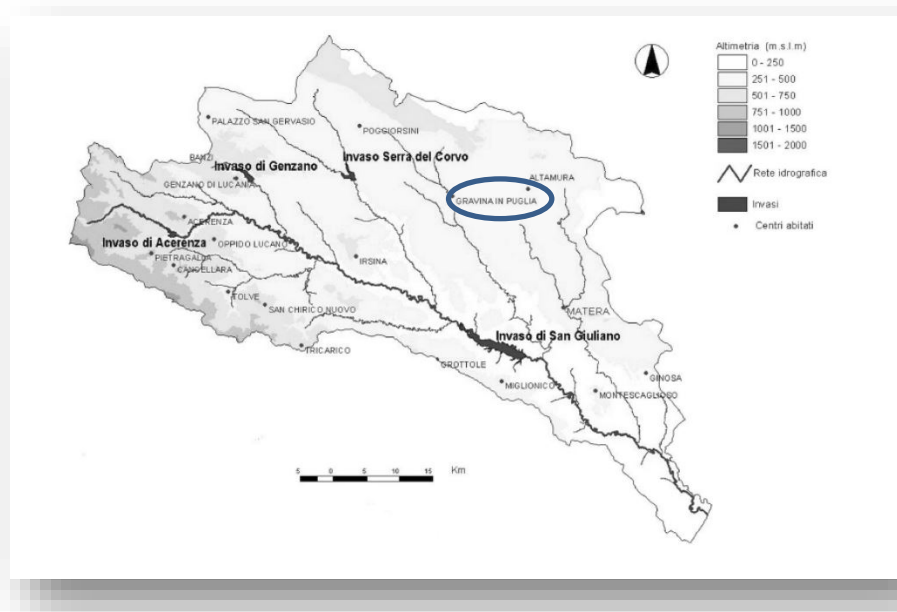 Altimetria (m.s.l.m)
0 - 250
251 - 500
501 - 750
751 - 1000
1001 - 1500
1501 - 2000
Rete idrografica
Invasi
Centri abitati
PALAZZO SAN GERVASIO
POGGIORSINI
BANZI
Invaso di Genzano
Invaso Serra del Corvo
GENZANO DI LUCANIA
ALTAMURA
GRAVINA IN PUGLIA
ACERENZA
Invaso di Acerenza
OPPIDO LUCANO
PIETRAGALLA
CANCELLARA
IRSINA
TOLVE
SAN CHIRICO NUOVO
MATERA
Invaso di San Giuliano
TRICARICO
GROTTOLE
MIGLIONICO
GINOSA
MONTESCAGLIOSO
5 0 5 10 15 Km